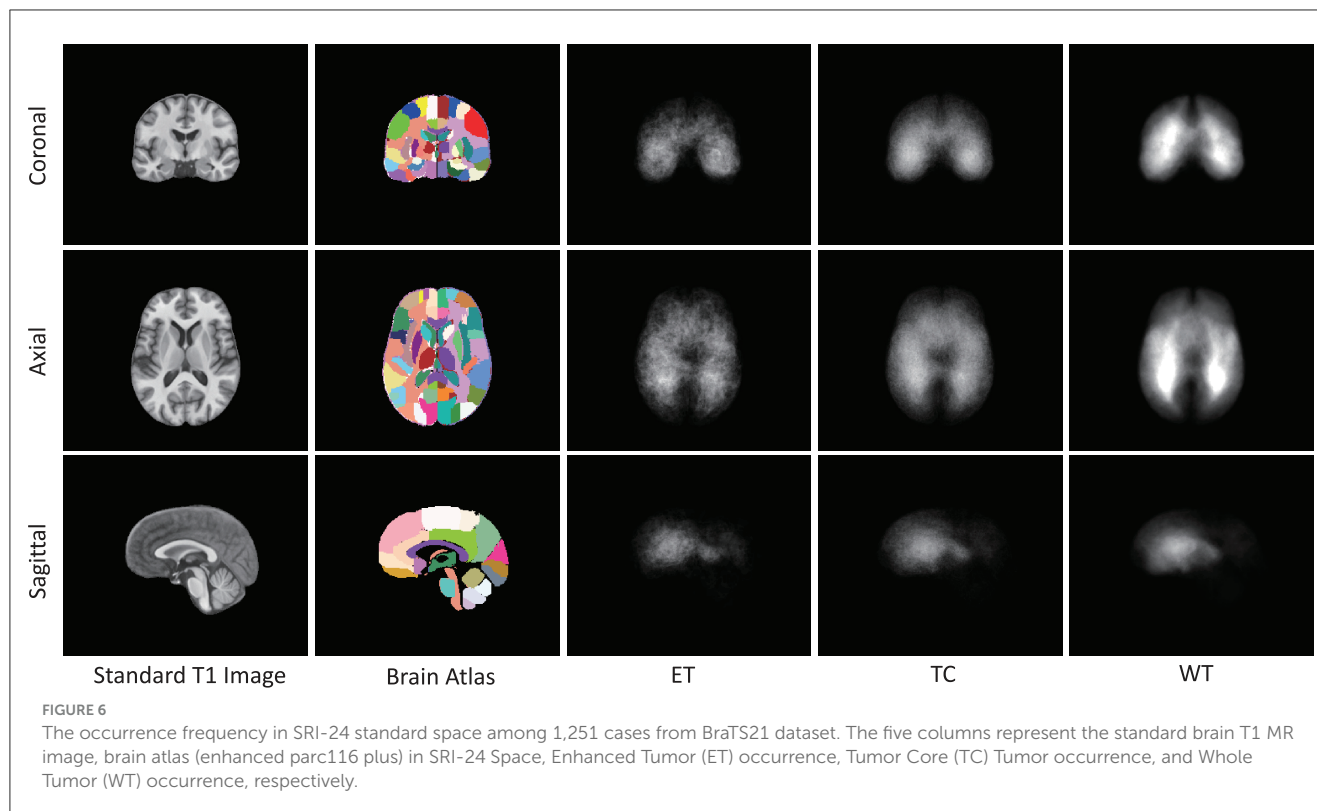 Coronal
Axial
Sagittal
Standard T1 Image
Brain Atlas
ET
TC
WT
FIGURE 6
The occurrence frequency in SRI-24 standard space among 1,251 cases from BraTS21 dataset. The five columns represent the standard brain T1 MR
image, brain atlas (enhanced parc116 plus) in SRI-24 Space, Enhanced Tumor (ET) occurrence, Tumor Core (TC) Tumor occurrence, and Whole
Tumor (WT) occurrence, respectively.